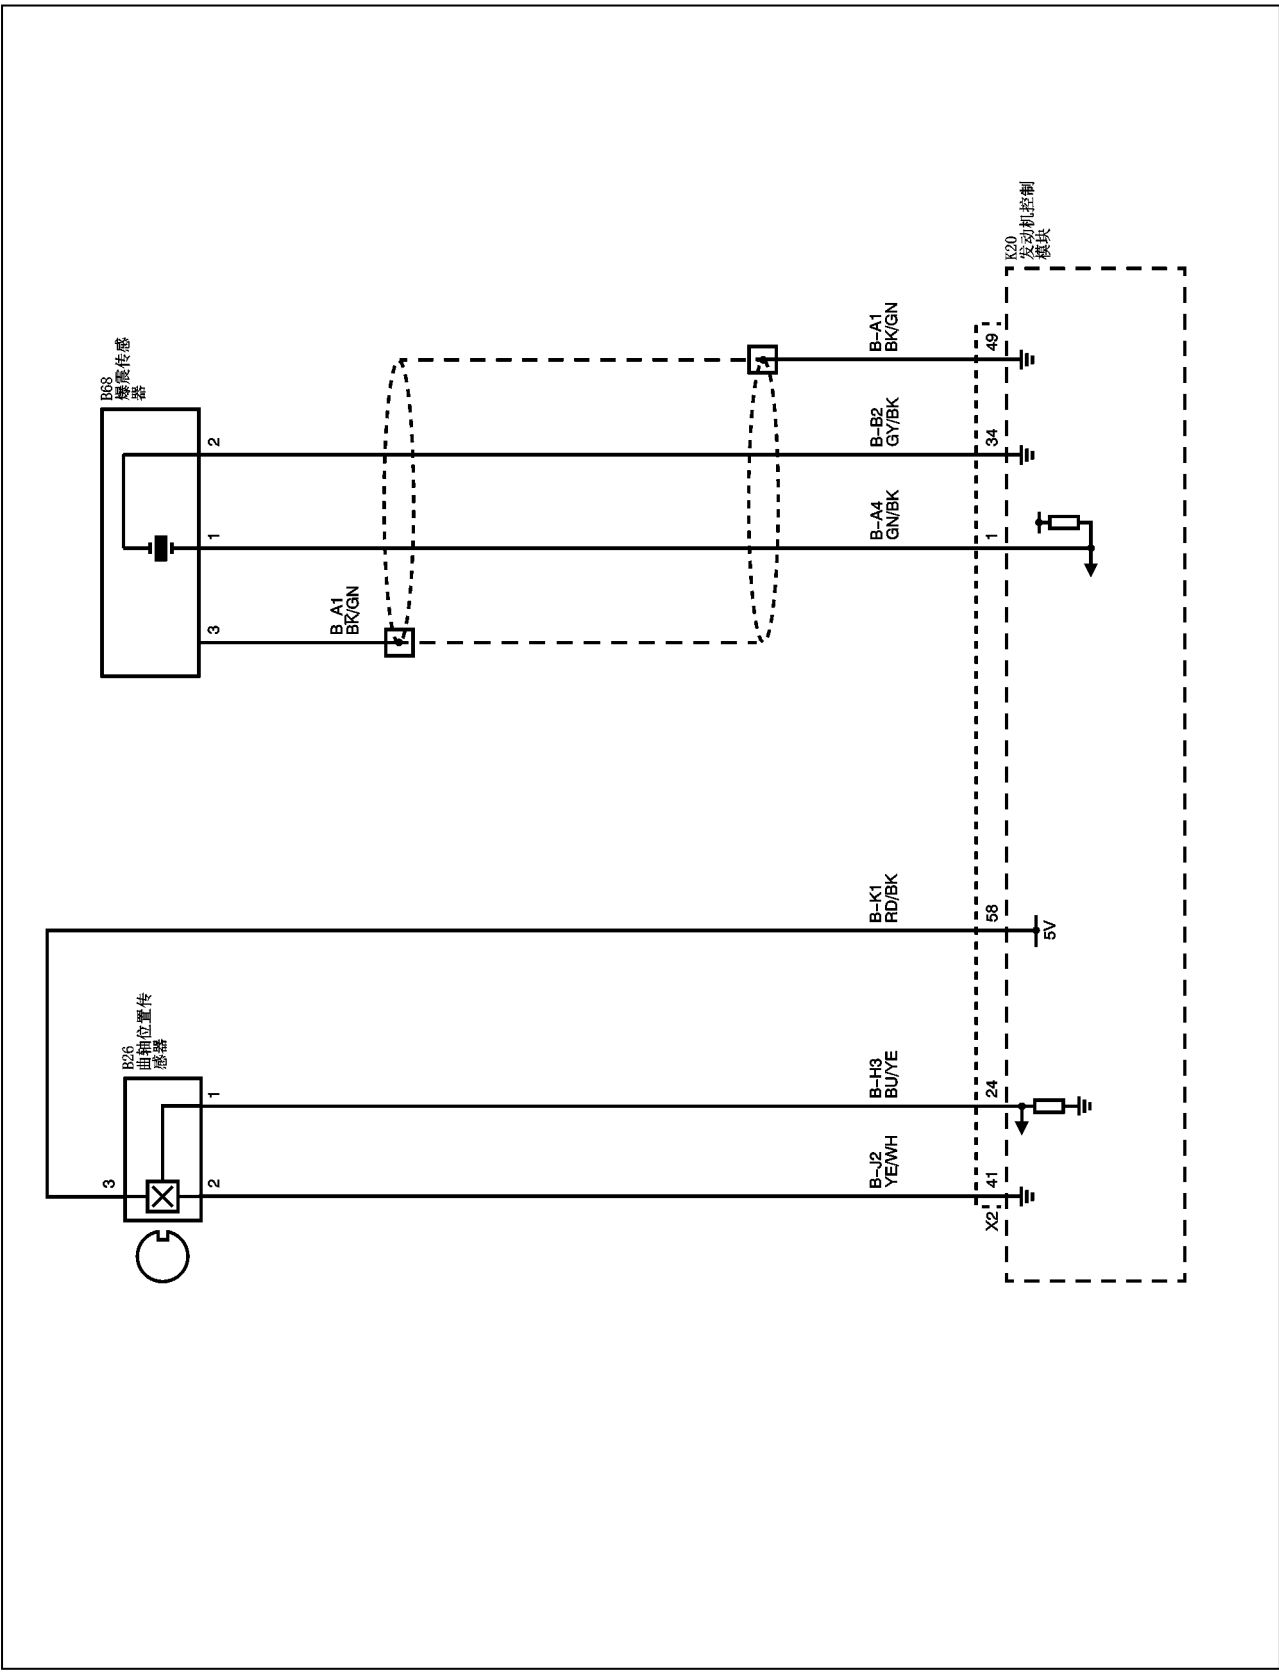 B26
曲轴位置传
感器
3
2
1
B68
爆震传感
器
3
1
2
B A1
BK/GN
B-J2
YE/WH
B-H3
BU/YE
B-K1
RD/BK
B-A4
GN/BK
B-B2
GY/BK
B-A1
BK/GN
X2
41
24
58
1
34
49
5V
K20
发动机控制
模块